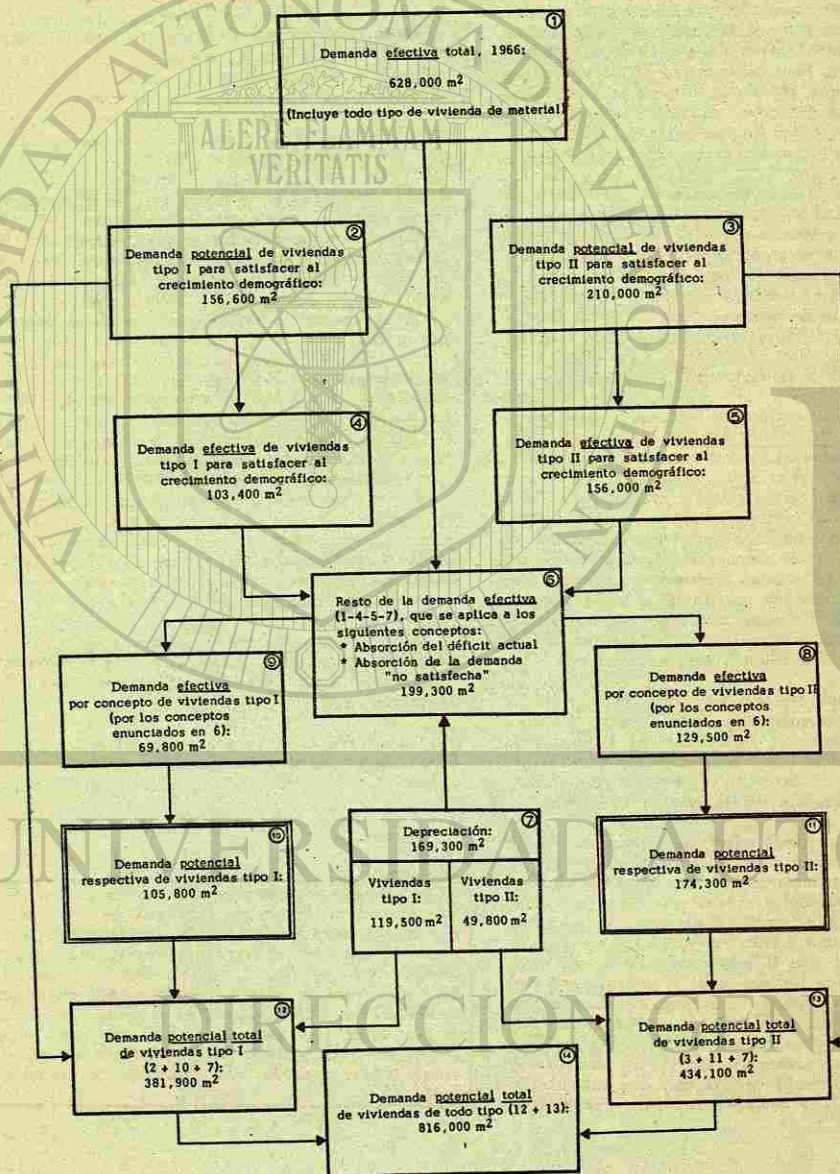 ①
Demanda efectiva total, 1966:
628,000 m²
(Incluye todo tipo de vivienda de material)
②
Demanda potencial de viviendas
tipo I para satisfacer al
crecimiento demográfico:
156,600 m²
③
Demanda potencial de viviendas
tipo II para satisfacer al
crecimiento demográfico:
210,000 m²
④
Demanda efectiva de viviendas
tipo I para satisfacer al
crecimiento demográfico:
103,400 m²
⑤
Demanda efectiva de viviendas
tipo II para satisfacer al
crecimiento demográfico:
156,000 m²
⑥
Resto de la demanda efectiva
(1-4-5-7), que se aplica a los
siguientes conceptos:
* Absorción del déficit actual
* Absorción de la demanda
"no satisfecha"
199,300 m²
⑨
Demanda efectiva
por concepto de viviendas tipo I
(por los conceptos
enunciados en 6):
69,800 m²
⑧
Demanda efectiva
por concepto de viviendas tipo II
(por los conceptos
enunciados en 6):
129,500 m²
⑦
Depreciación:
169,300 m²
Viviendas
tipo I:
119,500 m²
Viviendas
tipo II:
49,800 m²
⑩
Demanda potencial
respectiva de viviendas tipo I:
105,800 m²
⑪
Demanda potencial
respectiva de viviendas tipo II:
174,300 m²
⑫
Demanda potencial total
de viviendas tipo I
(2 + 10 + 7):
381,900 m²
⑬
Demanda potencial total
de viviendas tipo II
(3 + 11 + 7):
434,100 m²
⑭
Demanda potencial total
de viviendas de todo tipo (12 + 13):
816,000 m²
ALERE FLAMMAM
VERITATIS
UNIVERSIDAD AUTO
DIRECCIÓN GEN